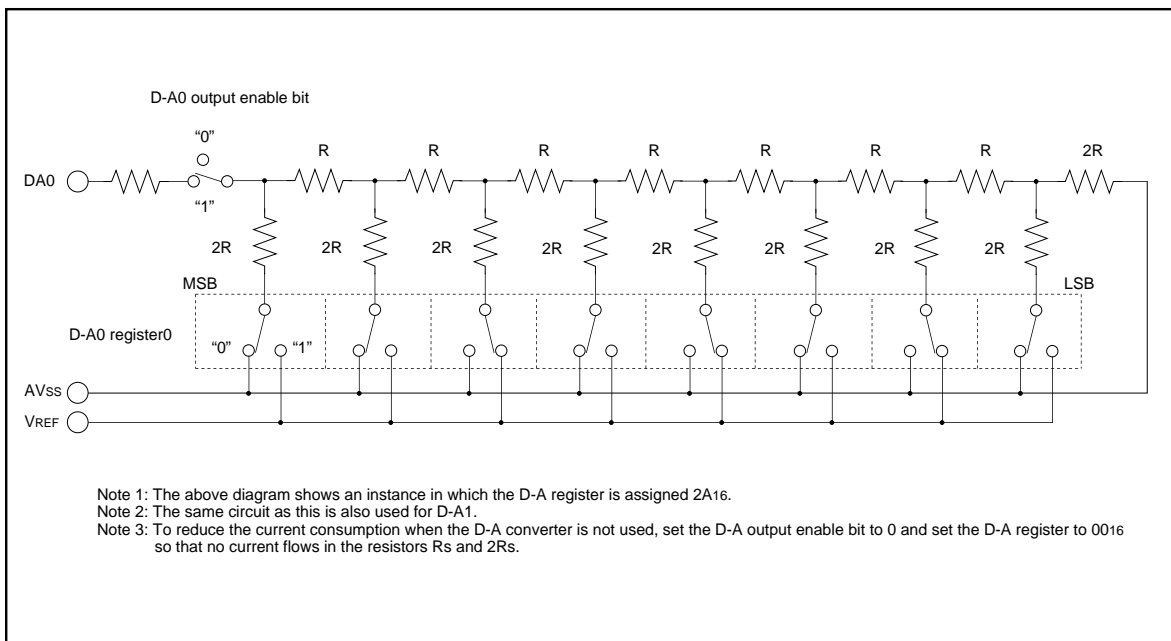 D-A0 output enable bit
“0”
R R R R R R R 2R
DA0
“1”
2R 2R 2R 2R 2R 2R 2R 2R
MSB LSB
D-A0 register0
“0” “1”
AVSS
VREF
Note 1: The above diagram shows an instance in which the D-A register is assigned 2A16.
Note 2: The same circuit as this is also used for D-A1.
Note 3: To reduce the current consumption when the D-A converter is not used, set the D-A output enable bit to 0 and set the D-A register to 0016
so that no current flows in the resistors Rs and 2Rs.